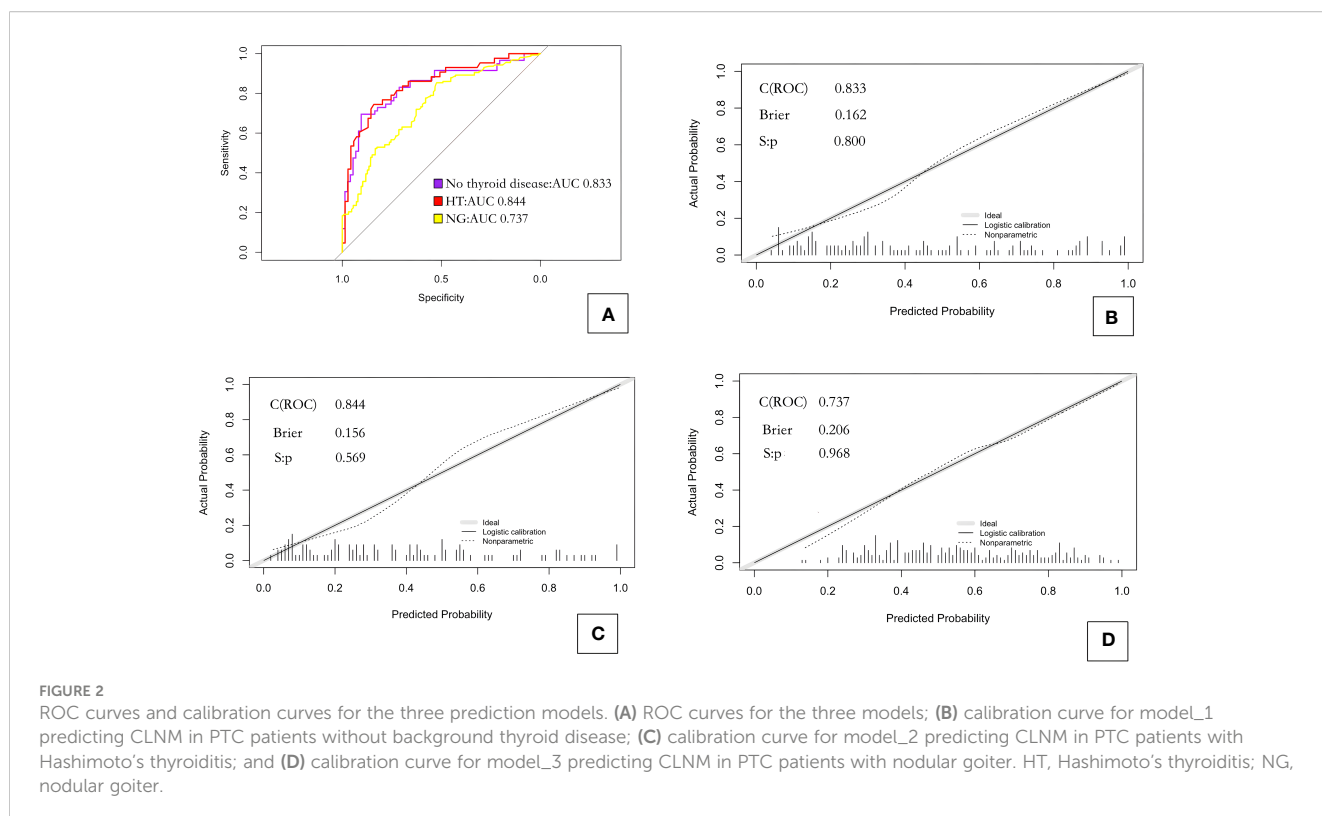 1.0
0.8
0.6
0.4
0.2
0.0
Sensitivity
No thyroid disease:AUC 0.833
HT:AUC 0.844
NG:AUC 0.737
1.0 0.5 0.0
Specificity
A
1.0
0.8
0.6
0.4
0.2
0.0
Actual Probability
C(ROC) 0.833
Brier 0.162
S:p 0.800
Ideal
Logistic calibration
Nonparametric
0.0 0.2 0.4 0.6 0.8 1.0
Predicted Probability
B
1.0
0.8
0.6
0.4
0.2
0.0
Actual Probability
C(ROC) 0.844
Brier 0.156
S:p 0.569
Ideal
Logistic calibration
Nonparametric
0.0 0.2 0.4 0.6 0.8 1.0
Predicted Probability
C
1.0
0.8
0.6
0.4
0.2
0.0
Actual Probability
C(ROC) 0.737
Brier 0.206
S:p 0.968
Ideal
Logistic calibration
Nonparametric
0.0 0.2 0.4 0.6 0.8 1.0
Predicted Probability
D
FIGURE 2
ROC curves and calibration curves for the three prediction models. (A) ROC curves for the three models; (B) calibration curve for model_1
predicting CLNM in PTC patients without background thyroid disease; (C) calibration curve for model_2 predicting CLNM in PTC patients with
Hashimoto's thyroiditis; and (D) calibration curve for model_3 predicting CLNM in PTC patients with nodular goiter. HT, Hashimoto's thyroiditis; NG,
nodular goiter.